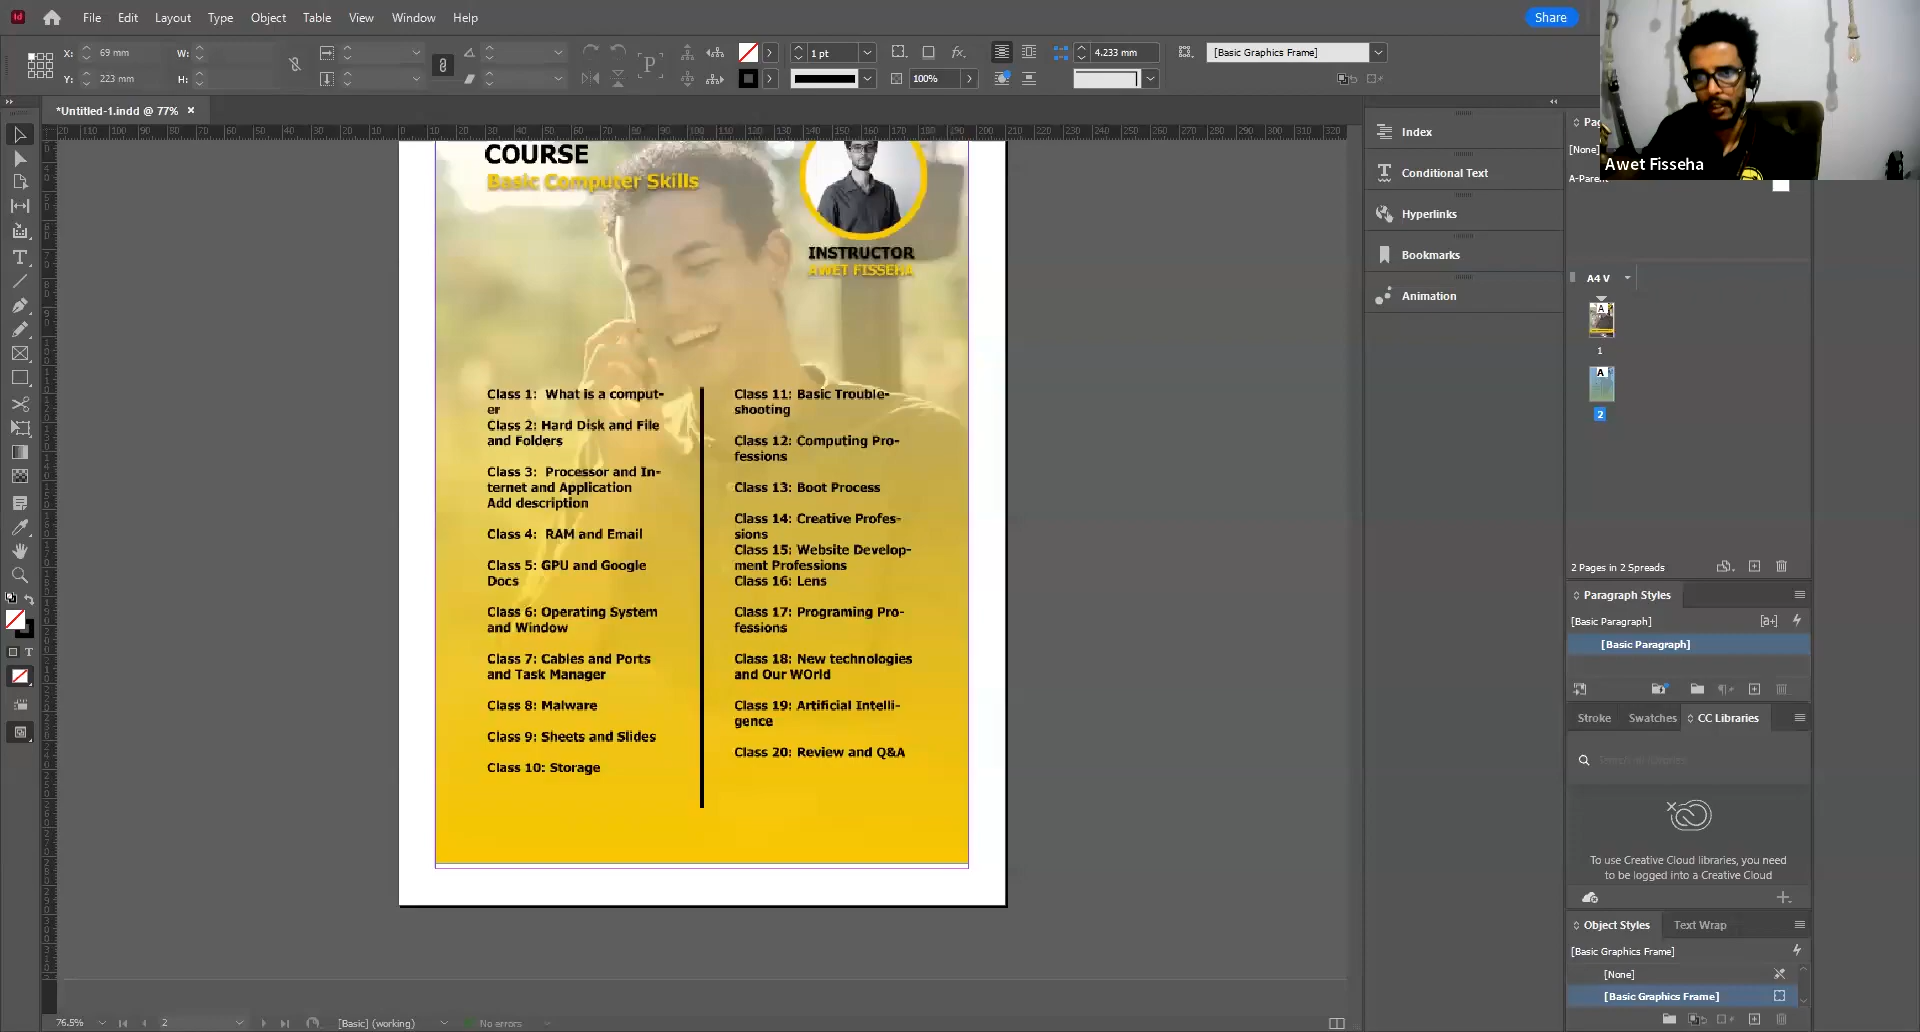 File Edit Layout Type Object Table View Window Help
Share
X: 69 mm W: 1 pt 4.233 mm [Basic Graphics Frame]
Y: 223 mm H: 100%
*Untitled-1.indd @ 77% ×
Awet Fisseha
COURSE
Basic Computer Skills
INSTRUCTOR
AWET FISSEHA
Class 1:  What is a comput-
er
Class 2: Hard Disk and File
and Folders
Class 3:  Processor and In-
ternet and Application
Add description
Class 4:  RAM and Email
Class 5: GPU and Google
Docs
Class 6: Operating System
and Window
Class 7: Cables and Ports
and Task Manager
Class 8: Malware
Class 9: Sheets and Slides
Class 10: Storage
Class 11: Basic Trouble-
shooting
Class 12: Computing Pro-
fessions
Class 13: Boot Process
Class 14: Creative Profes-
sions
Class 15: Website Develop-
ment Professions
Class 16: Lens
Class 17: Programing Pro-
fessions
Class 18: New technologies
and Our WOrld
Class 19: Artificial Intelli-
gence
Class 20: Review and Q&A
Index
Conditional Text
Hyperlinks
Bookmarks
Animation
[None]
A-Parent
A4 V
A
1
A
2
2 Pages in 2 Spreads
Paragraph Styles
[Basic Paragraph] [a+]
[Basic Paragraph]
Stroke Swatches CC Libraries
To use Creative Cloud libraries, you need
to be logged into a Creative Cloud
Object Styles Text Wrap
[Basic Graphics Frame]
[None]
[Basic Graphics Frame]
76.5% 2 [Basic] (working) No errors